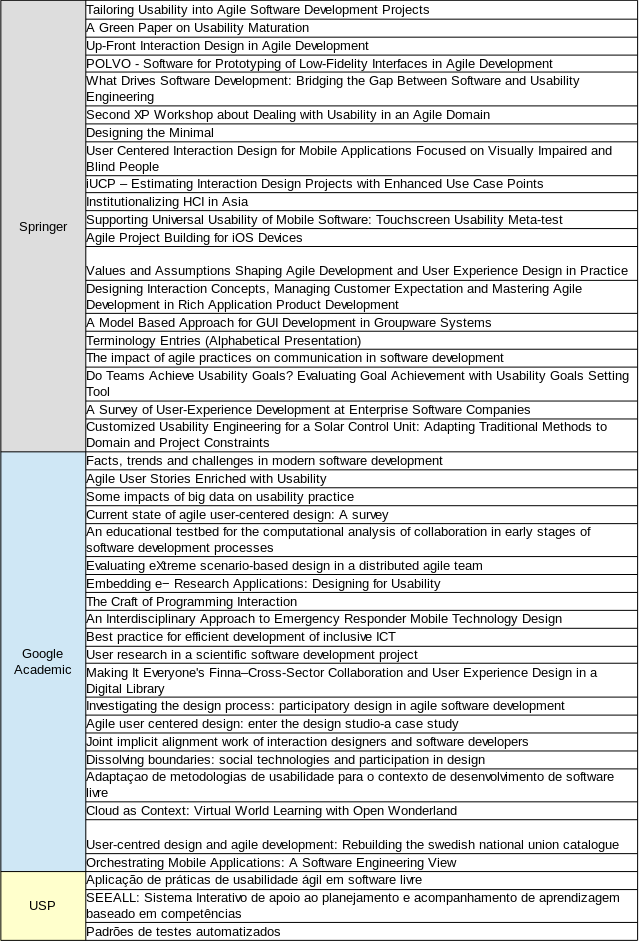 Springer
Tailoring Usability into Agile Software Development Projects
A Green Paper on Usability Maturation
Up-Front Interaction Design in Agile Development
POLVO - Software for Prototyping of Low-Fidelity Interfaces in Agile Development
What Drives Software Development: Bridging the Gap Between Software and Usability
Engineering
Second XP Workshop about Dealing with Usability in an Agile Domain
Designing the Minimal
User Centered Interaction Design for Mobile Applications Focused on Visually Impaired and
Blind People
iUCP – Estimating Interaction Design Projects with Enhanced Use Case Points
Institutionalizing HCI in Asia
Supporting Universal Usability of Mobile Software: Touchscreen Usability Meta-test
Agile Project Building for iOS Devices
Values and Assumptions Shaping Agile Development and User Experience Design in Practice
Designing Interaction Concepts, Managing Customer Expectation and Mastering Agile
Development in Rich Application Product Development
A Model Based Approach for GUI Development in Groupware Systems
Terminology Entries (Alphabetical Presentation)
The impact of agile practices on communication in software development
Do Teams Achieve Usability Goals? Evaluating Goal Achievement with Usability Goals Setting
Tool
A Survey of User-Experience Development at Enterprise Software Companies
Customized Usability Engineering for a Solar Control Unit: Adapting Traditional Methods to
Domain and Project Constraints
Google
Academic
Facts, trends and challenges in modern software development
Agile User Stories Enriched with Usability
Some impacts of big data on usability practice
Current state of agile user-centered design: A survey
An educational testbed for the computational analysis of collaboration in early stages of
software development processes
Evaluating eXtreme scenario-based design in a distributed agile team
Embedding e− Research Applications: Designing for Usability
The Craft of Programming Interaction
An Interdisciplinary Approach to Emergency Responder Mobile Technology Design
Best practice for efficient development of inclusive ICT
User research in a scientific software development project
Making It Everyone's Finna–Cross-Sector Collaboration and User Experience Design in a
Digital Library
Investigating the design process: participatory design in agile software development
Agile user centered design: enter the design studio-a case study
Joint implicit alignment work of interaction designers and software developers
Dissolving boundaries: social technologies and participation in design
Adaptaçao de metodologias de usabilidade para o contexto de desenvolvimento de software
livre
Cloud as Context: Virtual World Learning with Open Wonderland
User-centred design and agile development: Rebuilding the swedish national union catalogue
Orchestrating Mobile Applications: A Software Engineering View
USP
Aplicação de práticas de usabilidade ágil em software livre
SEEALL: Sistema Interativo de apoio ao planejamento e acompanhamento de aprendizagem
baseado em competências
Padrões de testes automatizados